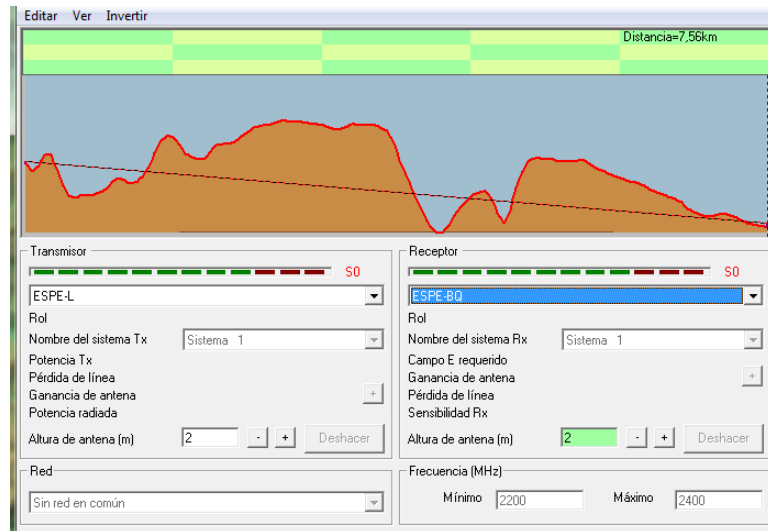 Editar Ver Invertir
Distancia=7,56km
Transmisor
S0
ESPE-L
Rol
Nombre del sistema Tx Sistema 1
Potencia Tx
Pérdida de línea
Ganancia de antena +
Potencia radiada
Altura de antena (m) 2 - + Deshacer
Receptor
S0
ESPE-BQ
Rol
Nombre del sistema Rx Sistema 1
Campo E requerido
Ganancia de antena +
Pérdida de línea
Sensibilidad Rx
Altura de antena (m) 2 - + Deshacer
Red
Sin red en común
Frecuencia (MHz)
Mínimo 2200 Máximo 2400